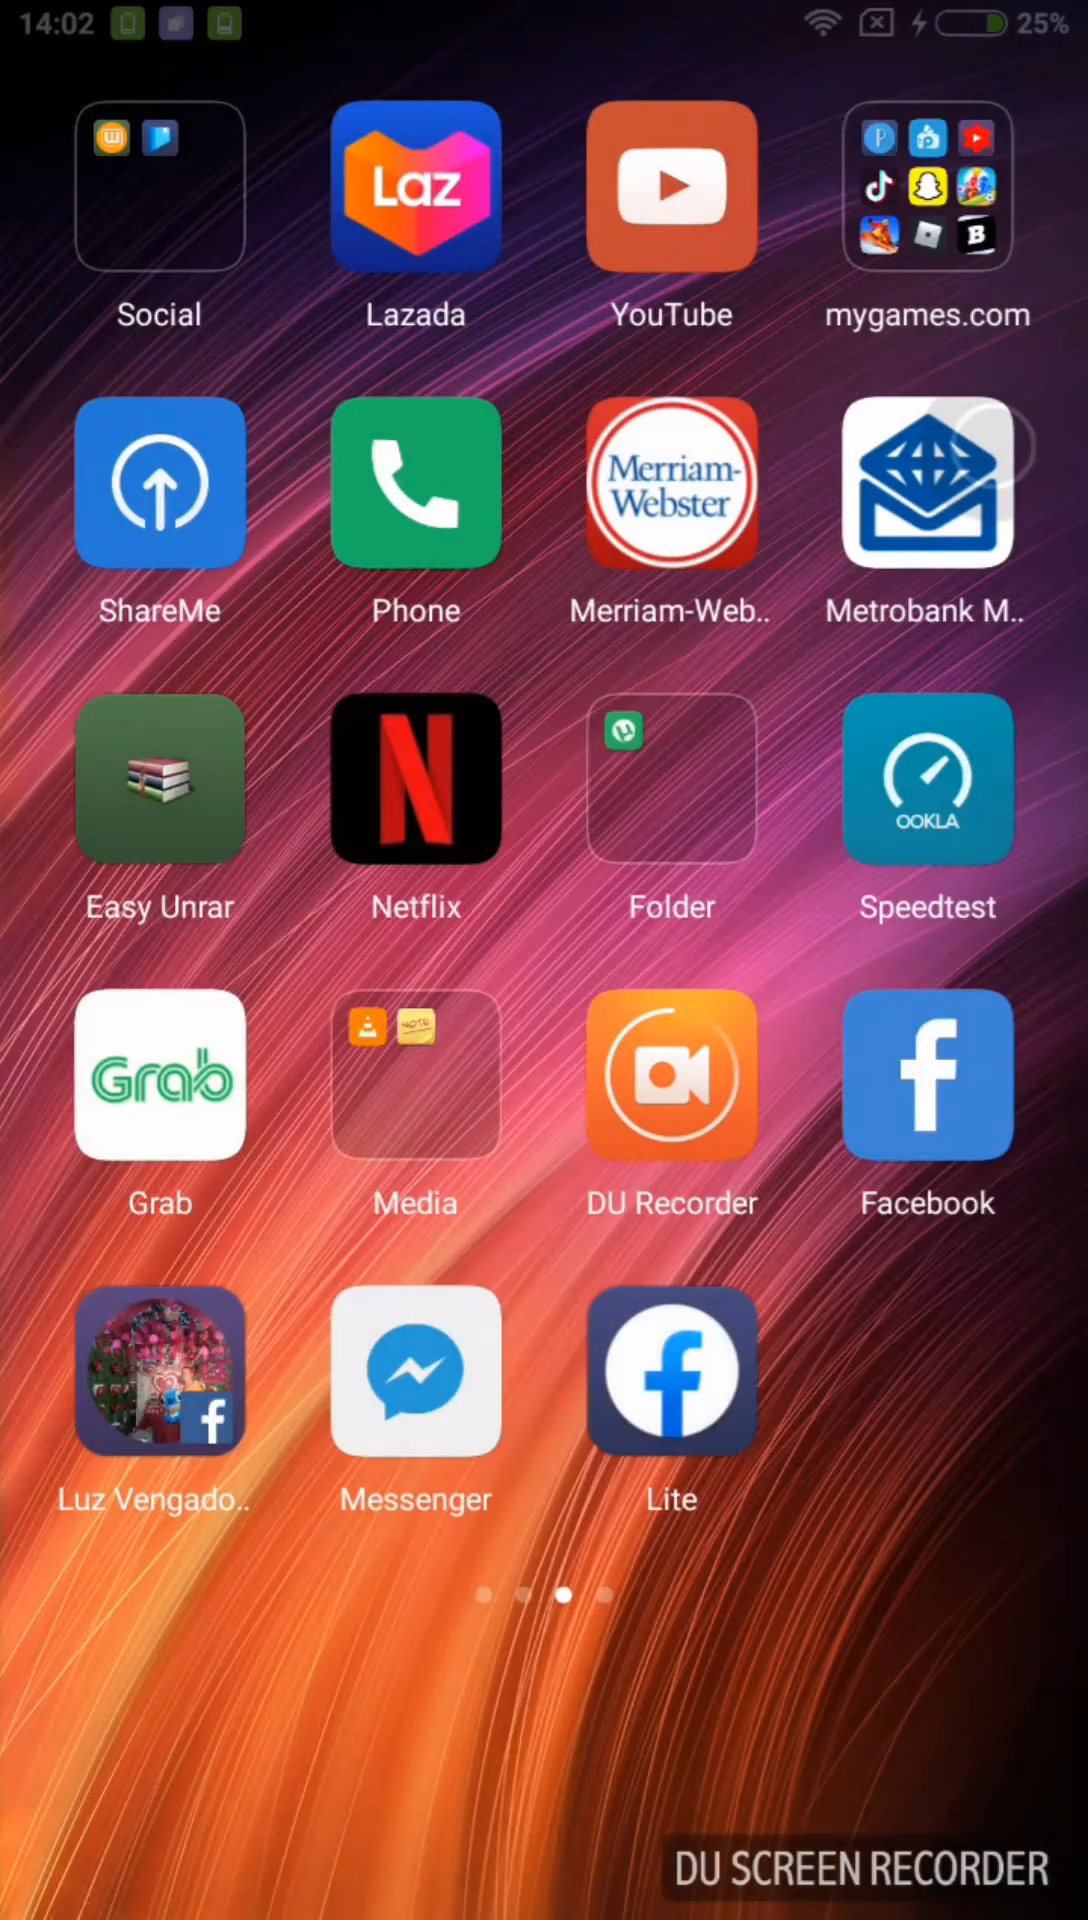 14:02
25%
Laz
Social
Lazada
YouTube
mygames.com
Merriam-
Webster
ShareMe
Phone
Merriam-Web..
Metrobank M..
N
OOKLA
Easy Unrar
Netflix
Folder
Speedtest
Grab
NOTE
f
Grab
Media
DU Recorder
Facebook
f
f
Luz Vengado..
Messenger
Lite
DU SCREEN RECORDER